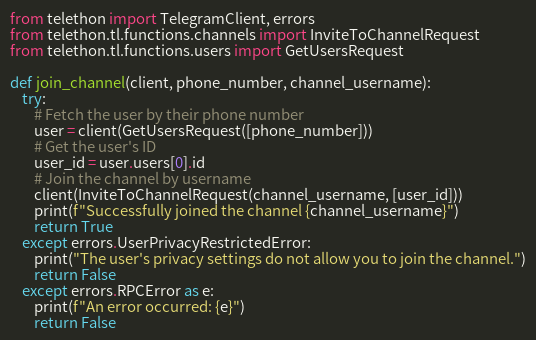 from telethon import TelegramClient, errors
from telethon.tl.functions.channels import InviteToChannelRequest
from telethon.tl.functions.users import GetUsersRequest

def join_channel(client, phone_number, channel_username):
    try:
        # Fetch the user by their phone number
        user = client(GetUsersRequest([phone_number]))
        # Get the user's ID
        user_id = user.users[0].id
        # Join the channel by username
        client(InviteToChannelRequest(channel_username, [user_id]))
        print(f"Successfully joined the channel {channel_username}")
        return True
    except errors.UserPrivacyRestrictedError:
        print("The user's privacy settings do not allow you to join the channel.")
        return False
    except errors.RPCError as e:
        print(f"An error occurred: {e}")
        return False